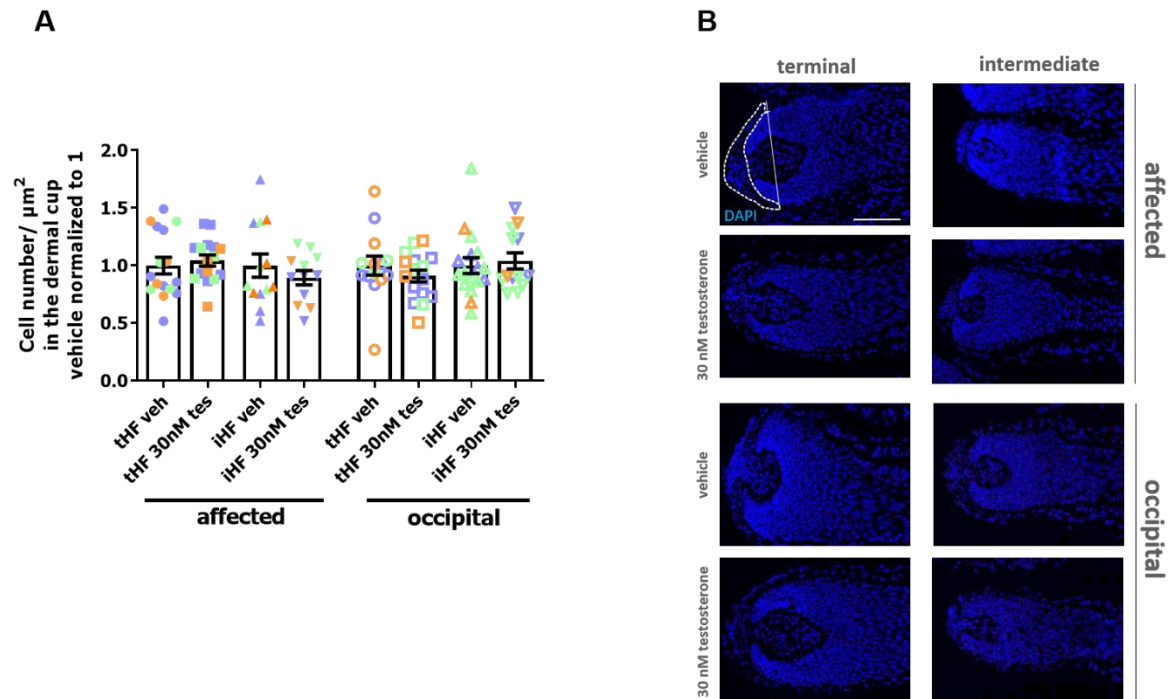 A
Cell number/ µm²
in the dermal cup
vehicle normalized to 1
2.0
1.5
1.0
0.5
0.0
tHF veh
tHF 30nM tes
iHF veh
iHF 30nM tes
tHF veh
tHF 30nM tes
iHF veh
iHF 30nM tes
affected
occipital
B
terminal
intermediate
vehicle
DAPI
30 nM testosterone
affected
vehicle
30 nM testosterone
occipital